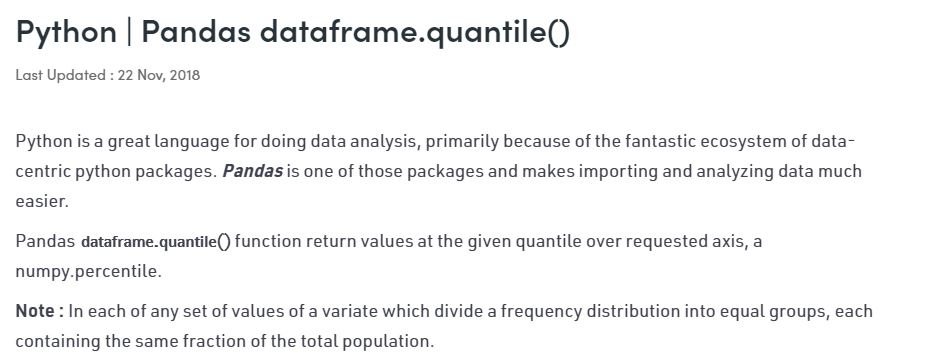 Python | Pandas dataframe.quantile()
Last Updated : 22 Nov, 2018
Python is a great language for doing data analysis, primarily because of the fantastic ecosystem of data-
centric python packages. Pandas is one of those packages and makes importing and analyzing data much
easier.
Pandas dataframe.quantile() function return values at the given quantile over requested axis, a
numpy.percentile.
Note : In each of any set of values of a variate which divide a frequency distribution into equal groups, each
containing the same fraction of the total population.